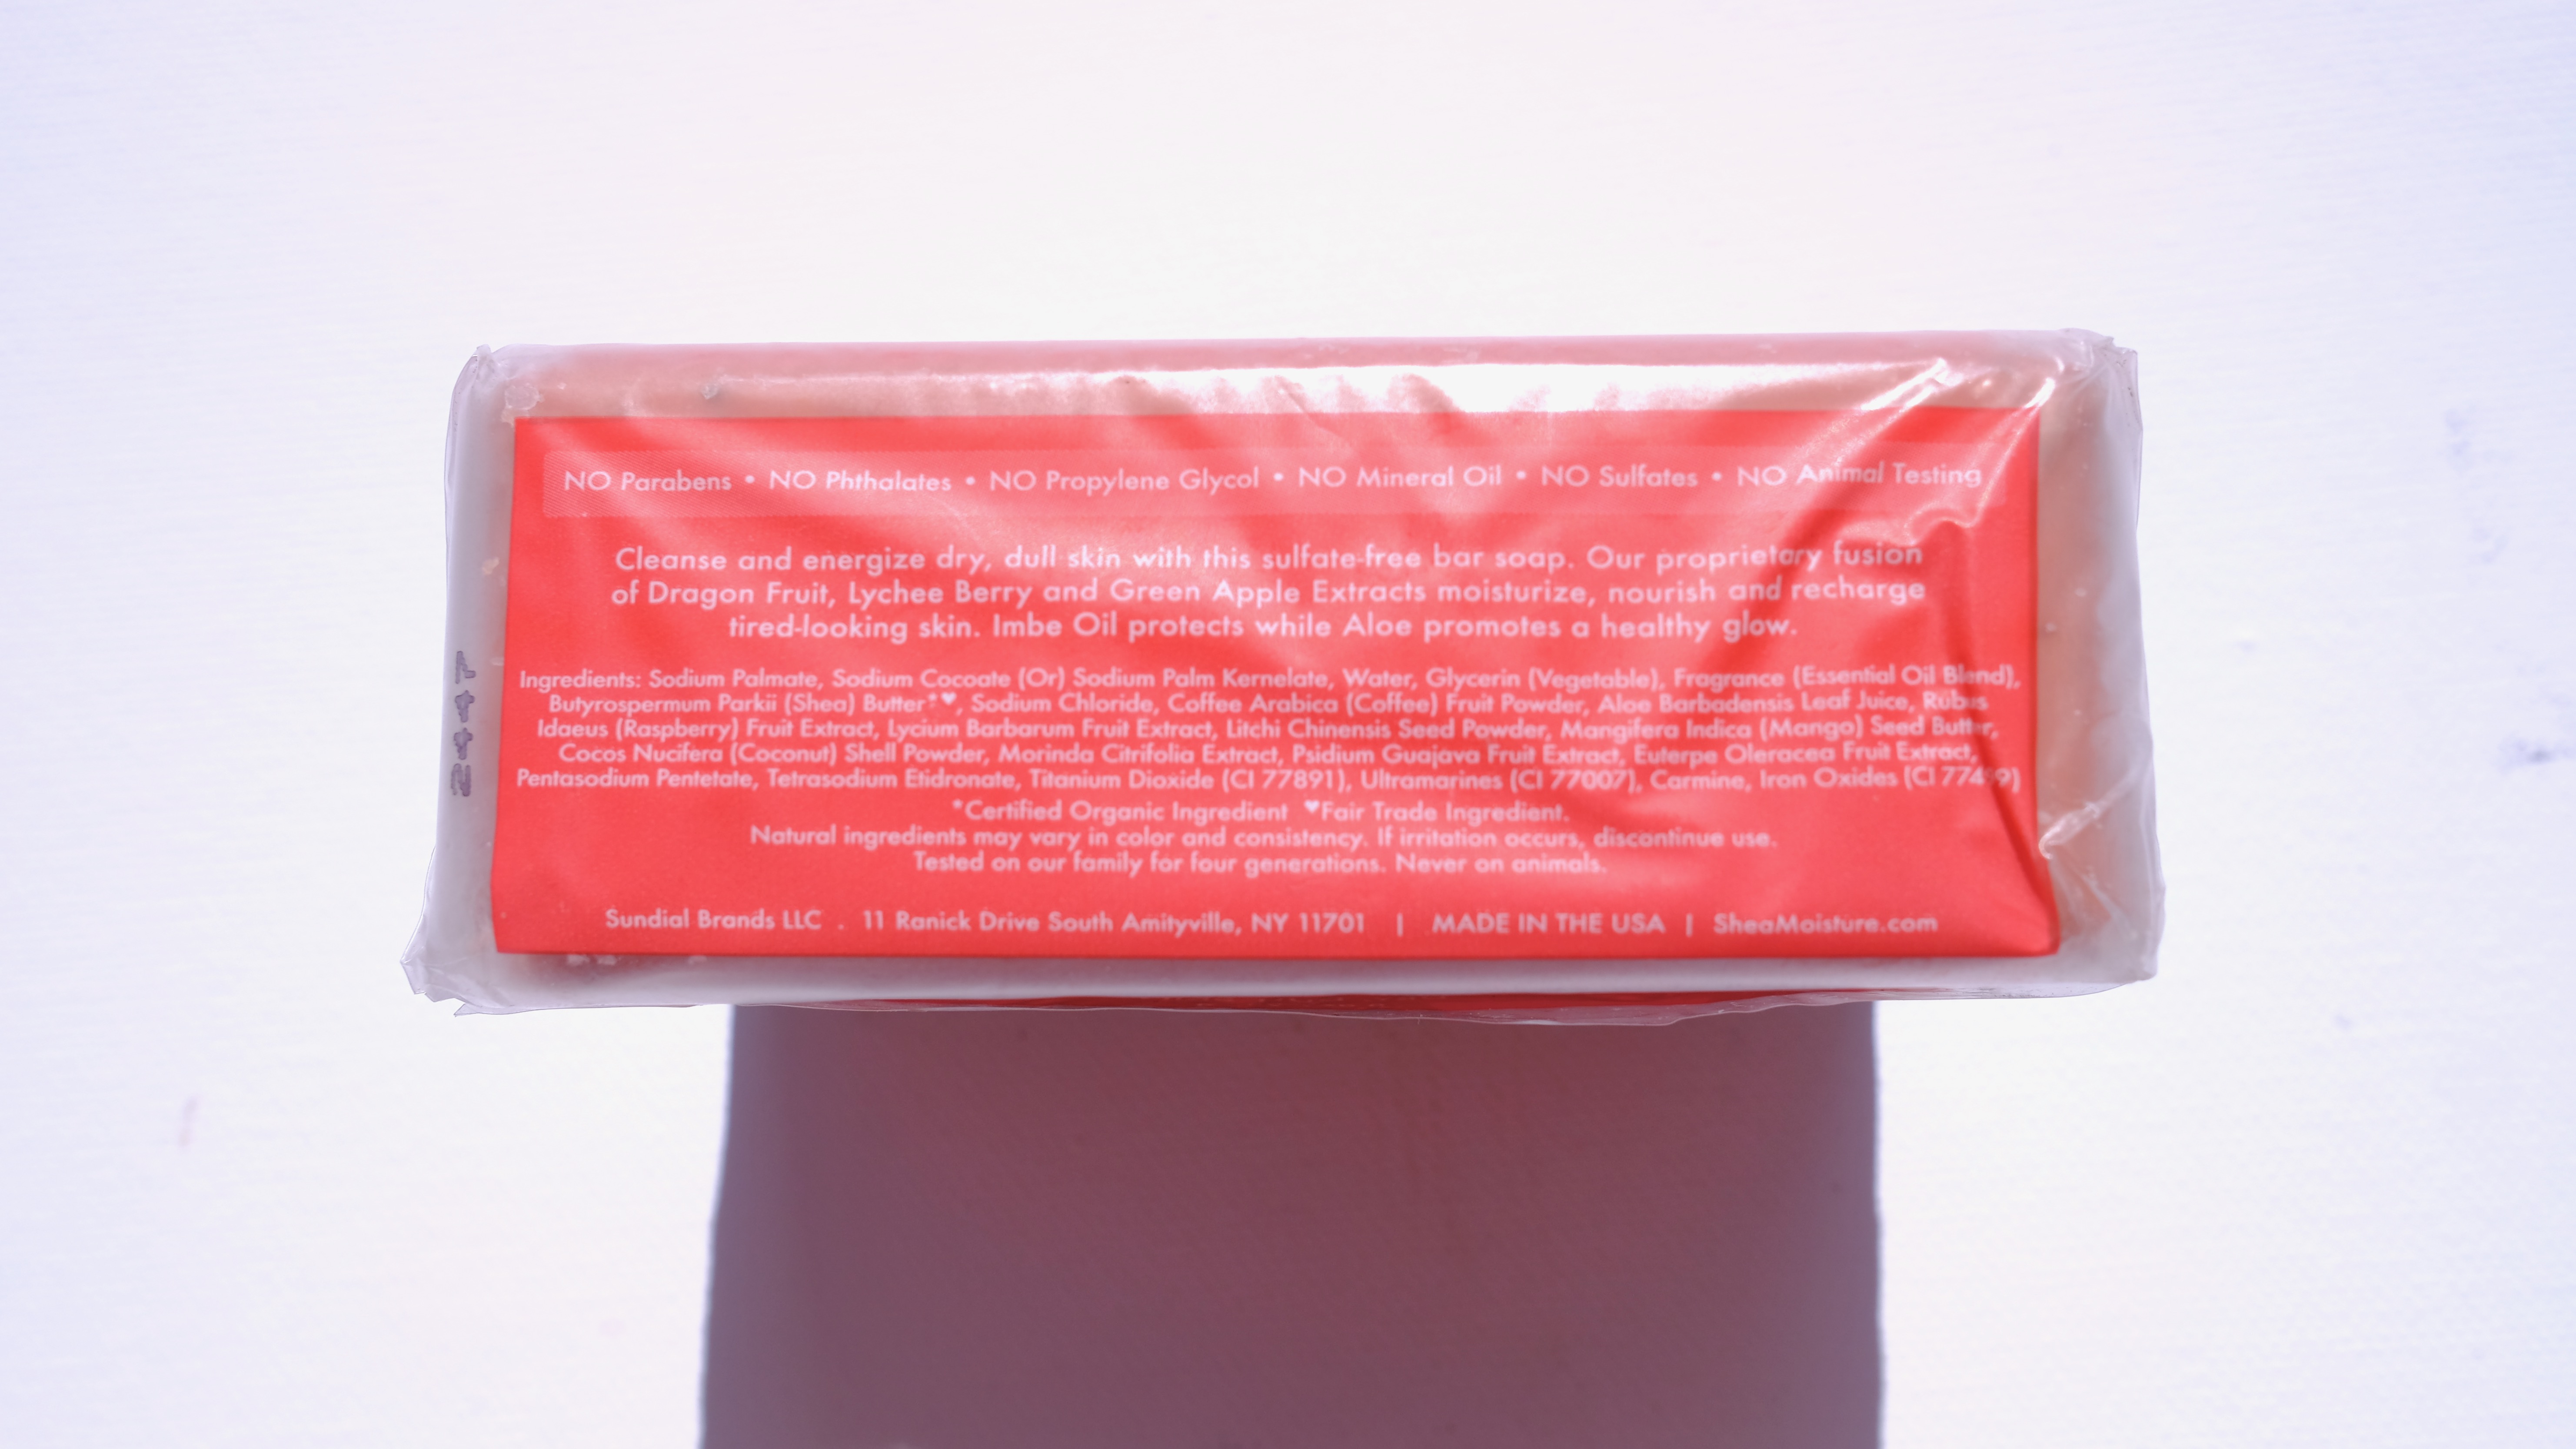 NO Parabens • NO Phthalates • NO Propylene Glycol • NO Mineral Oil • NO Sulfates • NO Animal Testing
Cleanse and energize dry, dull skin with this sulfate-free bar soap. Our proprietary fusion
of Dragon Fruit, Lychee Berry and Green Apple Extracts moisturize, nourish and recharge
tired-looking skin. Imbe Oil protects while Aloe promotes a healthy glow.
Ingredients: Sodium Palmate, Sodium Cocoate (Or) Sodium Palm Kernelate, Water, Glycerin (Vegetable), Fragrance (Essential Oil Blend),
Butyrospermum Parkii (Shea) Butter*♥, Sodium Chloride, Coffee Arabica (Coffee) Fruit Powder, Aloe Barbadensis Leaf Juice, Rubus
Idaeus (Raspberry) Fruit Extract, Lycium Barbarum Fruit Extract, Litchi Chinensis Seed Powder, Mangifera Indica (Mango) Seed Butter,
Cocos Nucifera (Coconut) Shell Powder, Morinda Citrifolia Extract, Psidium Guajava Fruit Extract, Euterpe Oleracea Fruit Extract,
Pentasodium Pentetate, Tetrasodium Etidronate, Titanium Dioxide (CI 77891), Ultramarines (CI 77007), Carmine, Iron Oxides (CI 77499)
*Certified Organic Ingredient ♥Fair Trade Ingredient.
Natural ingredients may vary in color and consistency. If irritation occurs, discontinue use.
Tested on our family for four generations. Never on animals.
Sundial Brands LLC . 11 Ranick Drive South Amityville, NY 11701 | MADE IN THE USA | SheaMoisture.com